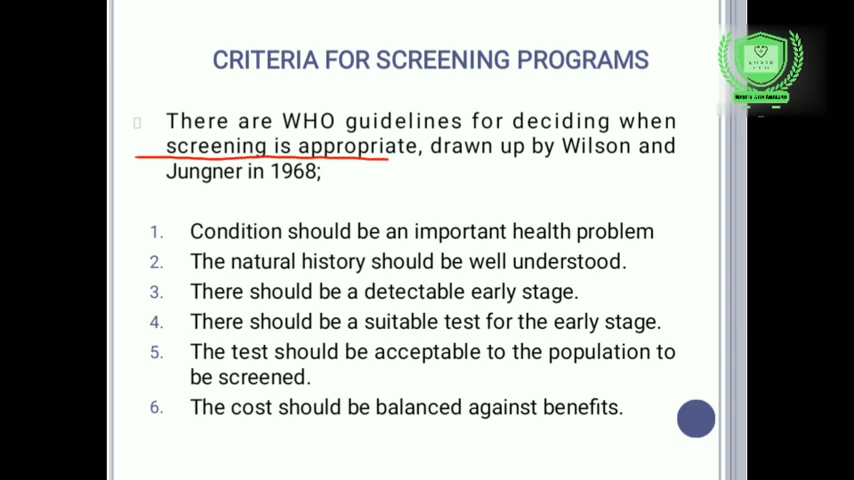 CRITERIA FOR SCREENING PROGRAMS
There are WHO guidelines for deciding when
screening is appropriate, drawn up by Wilson and
Jungner in 1968;
1. Condition should be an important health problem
2. The natural history should be well understood.
3. There should be a detectable early stage.
4. There should be a suitable test for the early stage.
5. The test should be acceptable to the population to
be screened.
6. The cost should be balanced against benefits.